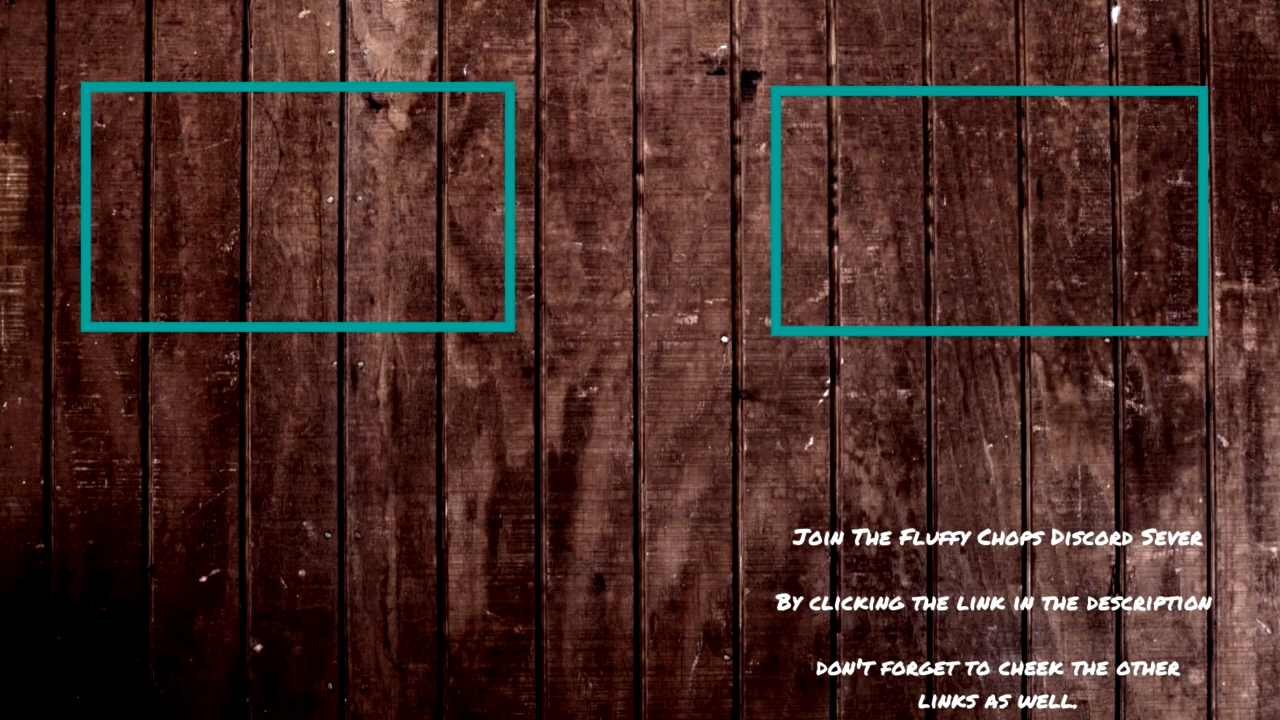 Join The Fluffy Chops Discord Sever
By clicking the link in the description
don't forget to cheek the other
links as well.